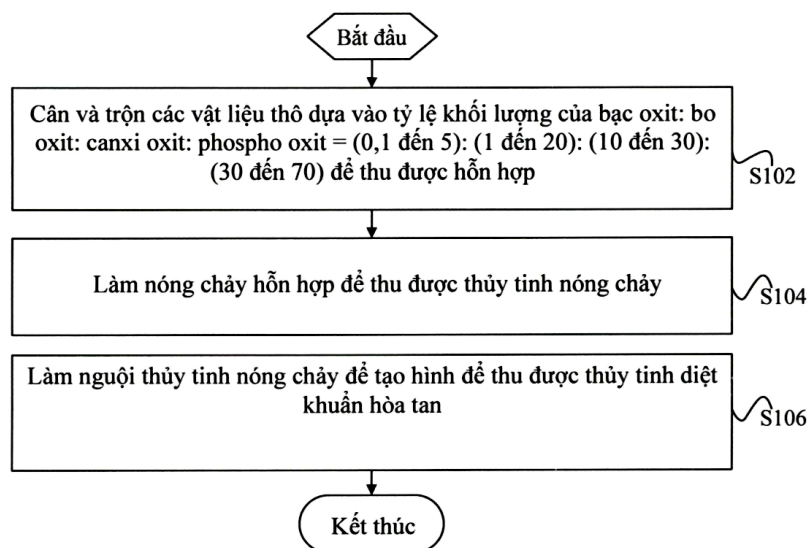 Bắt đầu
Cân và trộn các vật liệu thô dựa vào tỷ lệ khối lượng của bạc oxit: bo
oxit: canxi oxit: phospho oxit = (0,1 đến 5): (1 đến 20): (10 đến 30):
(30 đến 70) để thu được hỗn hợp
S102
Làm nóng chảy hỗn hợp để thu được thủy tinh nóng chảy
S104
Làm nguội thủy tinh nóng chảy để tạo hình để thu được thủy tinh diệt
khuẩn hòa tan
S106
Kết thúc